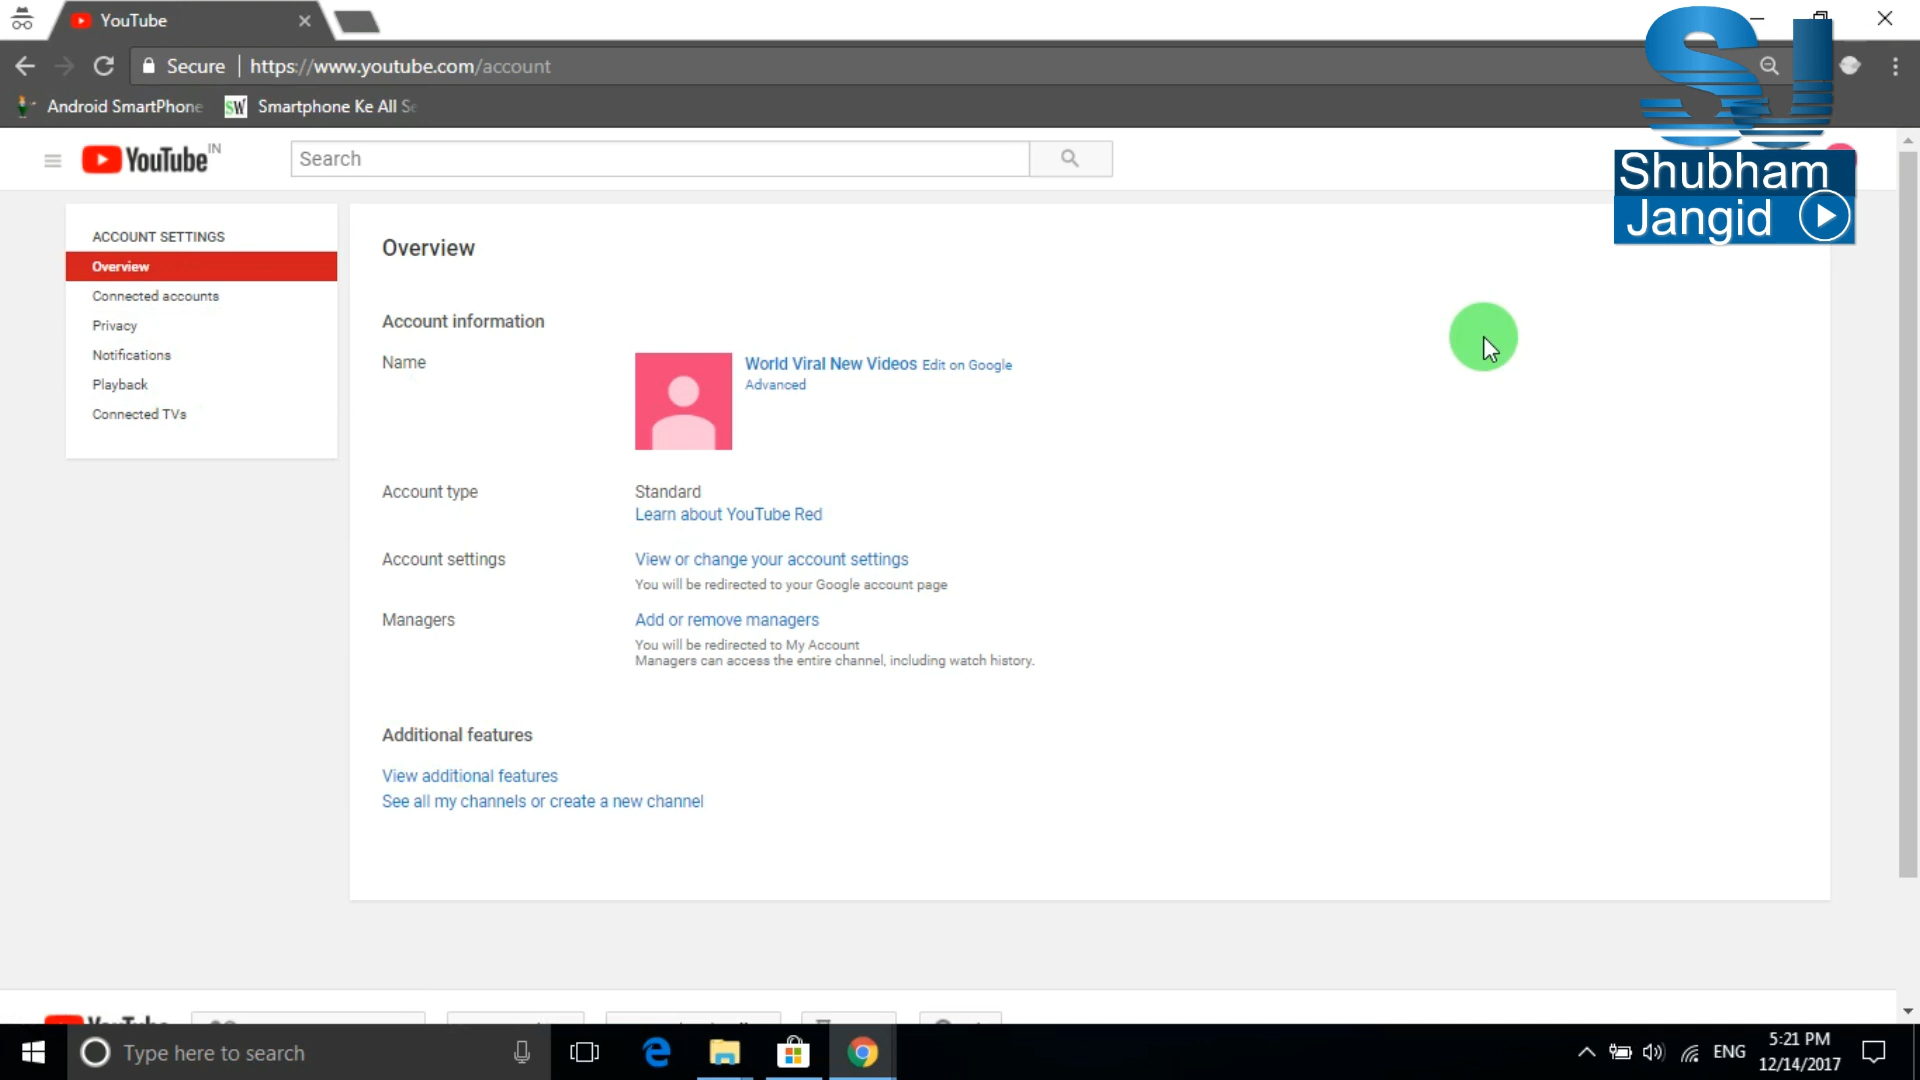 YouTube
Secure https://www.youtube.com/account
Android SmartPhone Smartphone Ke All Se
YouTube IN
Search
SJ
Shubham
Jangid
ACCOUNT SETTINGS
Overview
Connected accounts
Privacy
Notifications
Playback
Connected TVs
Overview
Account information
Name
World Viral New Videos Edit on Google
Advanced
Account type
Standard
Learn about YouTube Red
Account settings
View or change your account settings
You will be redirected to your Google account page
Managers
Add or remove managers
You will be redirected to My Account
Managers can access the entire channel, including watch history.
Additional features
View additional features
See all my channels or create a new channel
YouTube
Type here to search
ENG
5:21 PM
12/14/2017